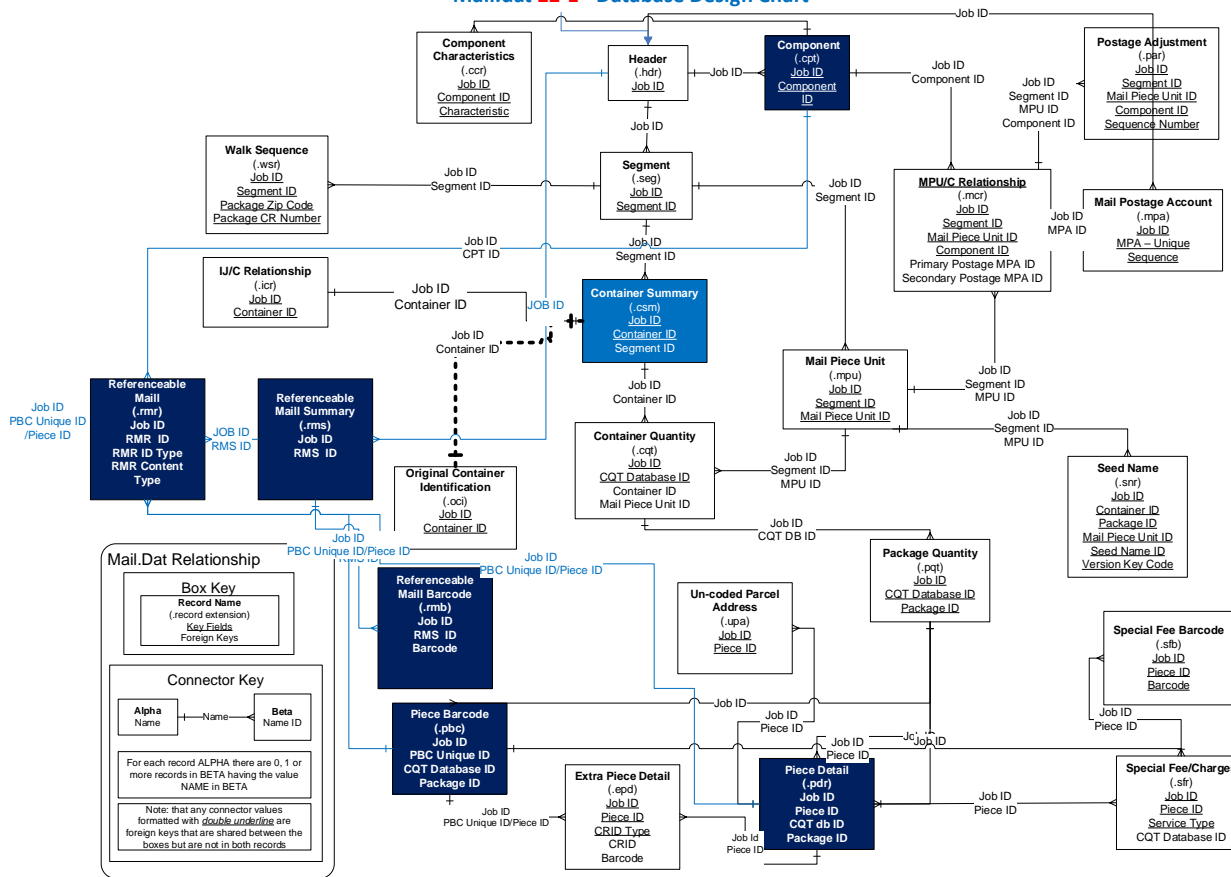 Mail.dat 22-1 - Database Design Chart
Job ID
Component
Characteristics
(.ccr)
Job ID
Component ID
Characteristic
Header
(.hdr)
Job ID
Job ID
Component
(.cpt)
Job ID
Component
ID
Job ID
Component ID
Job ID
Segment ID
MPU ID
Component ID
Postage Adjustment
(.par)
Job ID
Segment ID
Mail Piece Unit ID
Component ID
Sequence Number
Job ID
Walk Sequence
(.wsr)
Job ID
Segment ID
Package Zip Code
Package CR Number
Job ID
Segment ID
Segment
(.seg)
Job ID
Segment ID
Job ID
Segment ID
MPU/C Relationship
(.mcr)
Job ID
Segment ID
Mail Piece Unit ID
Component ID
Primary Postage MPA ID
Secondary Postage MPA ID
Job ID
MPA ID
Mail Postage Account
(.mpa)
Job ID
MPA – Unique
Sequence
Job ID
CPT ID
Job ID
Segment ID
IJ/C Relationship
(.icr)
Job ID
Container ID
Job ID
Container ID
JOB ID
Container Summary
(.csm)
Job ID
Container ID
Segment ID
Job ID
Container ID
Mail Piece Unit
(.mpu)
Job ID
Segment ID
Mail Piece Unit ID
Job ID
Segment ID
MPU ID
Job ID
PBC Unique ID
/Piece ID
Referenceable
Maill
(.rmr)
Job ID
RMR ID
RMR ID Type
RMR Content
Type
JOB ID
RMS ID
Referenceable
Maill Summary
(.rms)
Job ID
RMS ID
Job ID
Container ID
Job ID
Segment ID
MPU ID
Container Quantity
(.cqt)
Job ID
CQT Database ID
Container ID
Mail Piece Unit ID
Job ID
Segment ID
MPU ID
Seed Name
(.snr)
Job ID
Container ID
Package ID
Mail Piece Unit ID
Seed Name ID
Version Key Code
Original Container
Identification
(.oci)
Job ID
Container ID
Job ID
CQT DB ID
Job ID
PBC Unique ID/Piece ID
RMS ID
Job ID
PBC Unique ID/Piece ID
Package Quantity
(.pqt)
Job ID
CQT Database ID
Package ID
Mail.Dat Relationship
Box Key
Record Name
(.record extension)
Key Fields
Foreign Keys
Connector Key
Alpha
Name
Name
Beta
Name ID
For each record ALPHA there are 0, 1 or
more records in BETA having the value
NAME in BETA
Note: that any connector values
formatted with double underline are
foreign keys that are shared between the
boxes but are not in both records
Referenceable
Maill Barcode
(.rmb)
Job ID
RMS ID
Barcode
Un-coded Parcel
Address
(.upa)
Job ID
Piece ID
Special Fee Barcode
(.sfb)
Job ID
Piece ID
Barcode
Job ID
Job ID
Piece ID
Job ID
Piece ID
Piece Barcode
(.pbc)
Job ID
PBC Unique ID
CQT Database ID
Package ID
Job ID
Job ID
Job ID
Piece ID
Extra Piece Detail
(.epd)
Job ID
Piece ID
CRID Type
CRID
Barcode
Job ID
PBC Unique ID/Piece ID
Job ID
Piece ID
Piece Detail
(.pdr)
Job ID
Piece ID
CQT db ID
Package ID
Job ID
Piece ID
Special Fee/Charges
(.sfr)
Job ID
Piece ID
Service Type
CQT Database ID